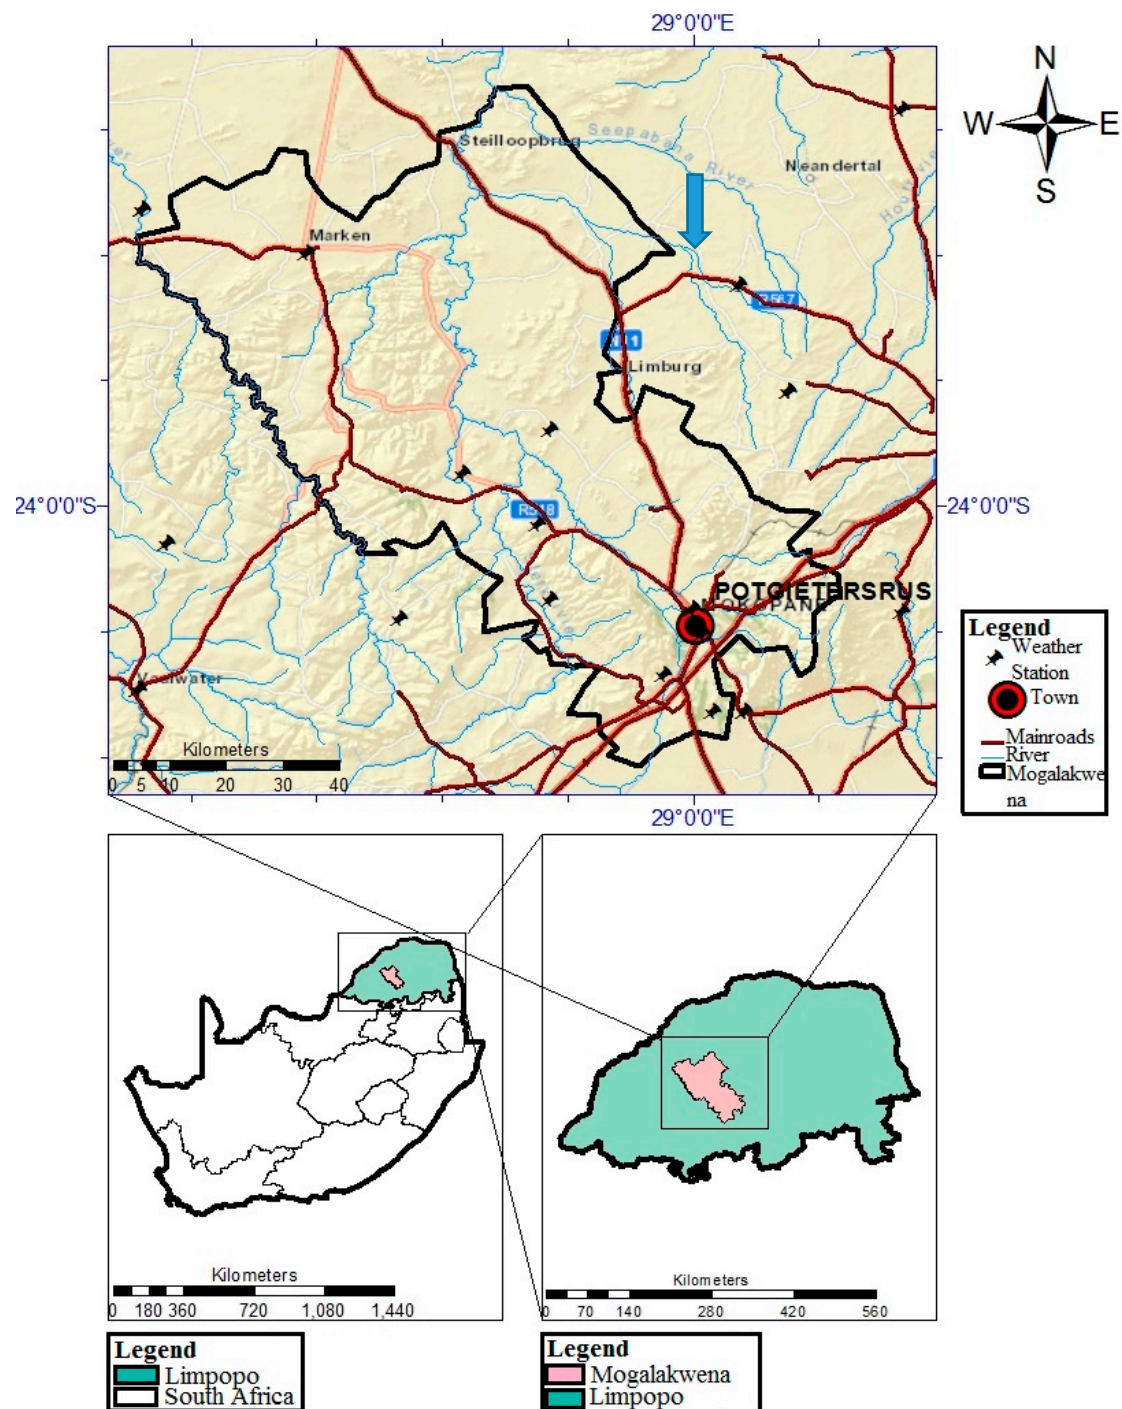 29°0'0"E
N
W
E
S
Steilloopbrug
Seepabana River
Neandertal
Marken
R567
Limburg
24°0'0"S
24°0'0"S
R518
POTGIETERSRUS
MOKOPANE
Vaalwater
Kilometers
0 5 10 20 30 40
29°0'0"E
Legend
Weather
Station
Town
Mainroads
River
Mogalakwe
na
Kilometers
0 180 360 720 1,080 1,440
Kilometers
0 70 140 280 420 560
Legend
Limpopo
South Africa
Legend
Mogalakwena
Limpopo